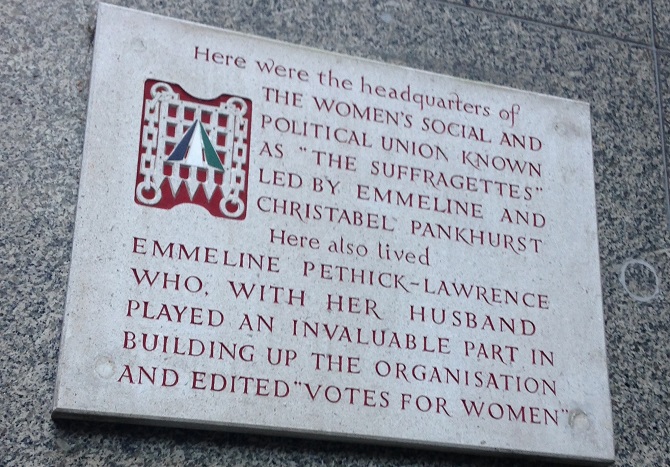 Here were the headquarters of
THE WOMEN'S SOCIAL AND
POLITICAL UNION KNOWN
AS "THE SUFFRAGETTES"
LED BY EMMELINE AND
CHRISTABEL PANKHURST
Here also lived
EMMELINE PETHICK-LAWRENCE
WHO, WITH HER HUSBAND
PLAYED AN INVALUABLE PART IN
BUILDING UP THE ORGANISATION
AND EDITED "VOTES FOR WOMEN"